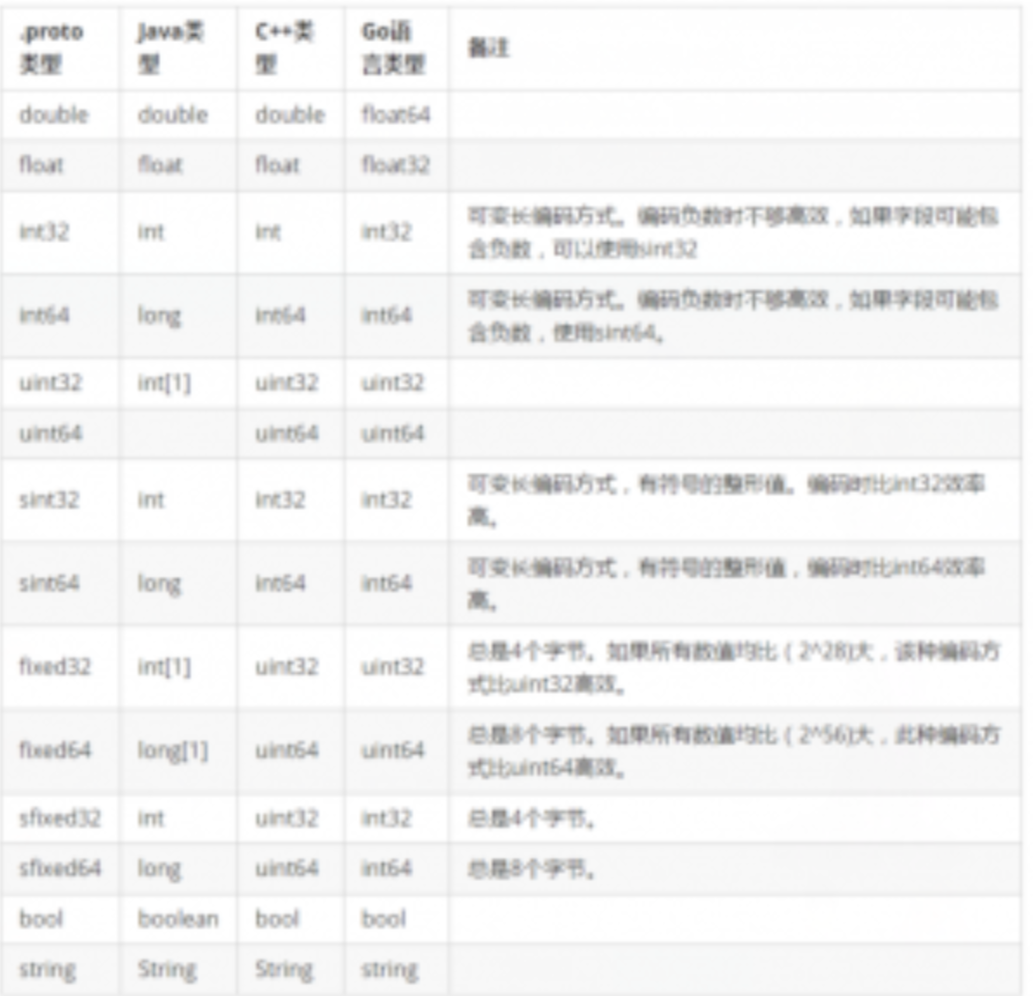 .proto类型 Java类型 C++类型 Go语言类型 备注
double double double float64
float float float float32
int32 int int int32 可变长编码方式。编码负数时不够高效，如果字段可能包
含负数，可以使用sint32
int64 long int64 int64 可变长编码方式。编码负数时不够高效，如果字段可能包
含负数，使用sint64。
uint32 int[1] uint32 uint32
uint64 uint64 uint64
sint32 int int32 int32 可变长编码方式，有符号的整形值。编码时比int32效率
高。
sint64 long int64 int64 可变长编码方式，有符号的整形值，编码时比int64效率
高。
fixed32 int[1] uint32 uint32 总是4个字节。如果所有数值均比（2^28)大，该种编码方
式比uint32高效。
fixed64 long[1] uint64 uint64 总是8个字节。如果所有数值均比（2^56)大，此种编码方
式比uint64高效。
sfixed32 int uint32 int32 总是4个字节。
sfixed64 long uint64 int64 总是8个字节。
bool boolean bool bool
string String String string